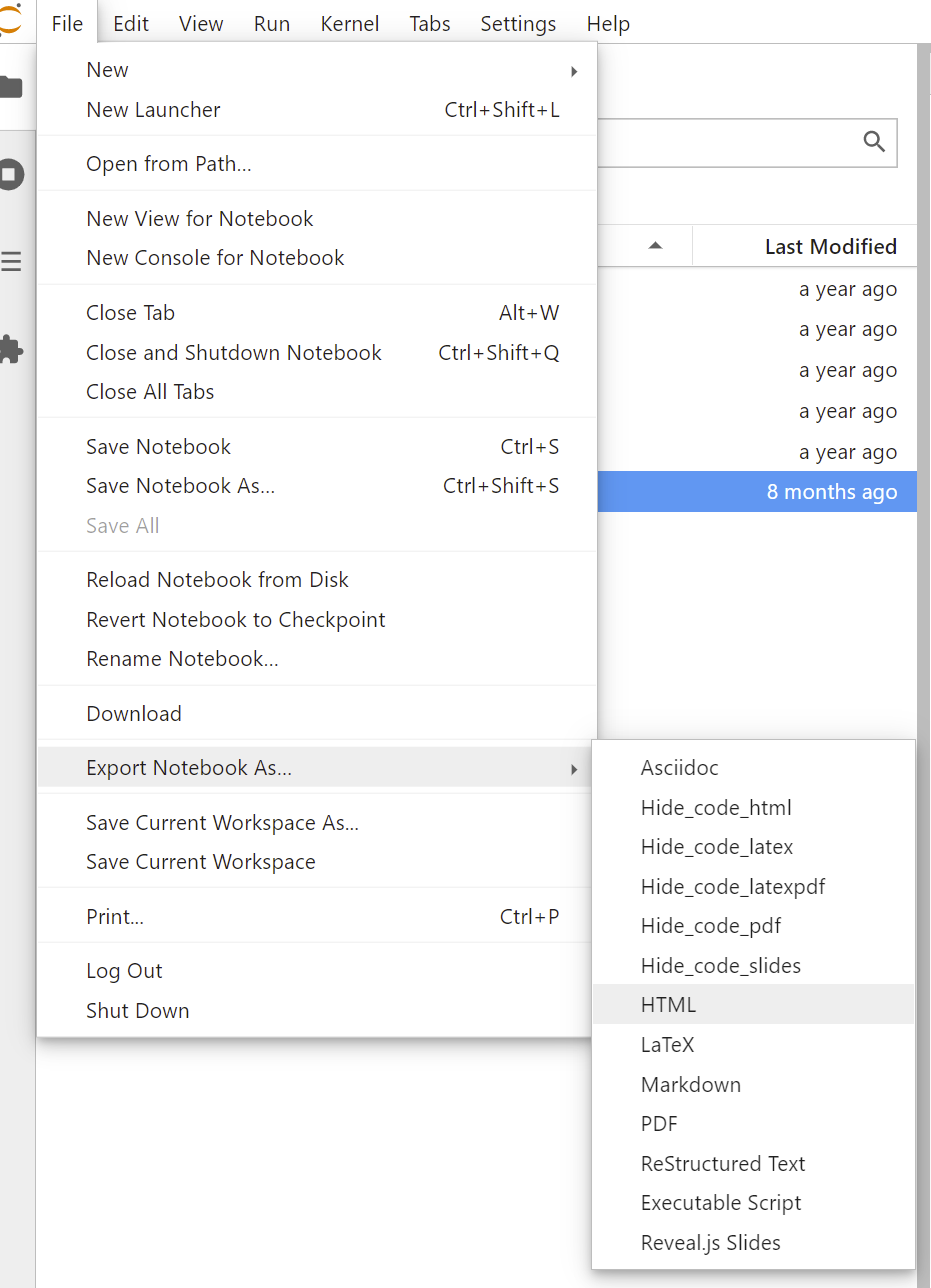 File Edit View Run Kernel Tabs Settings Help
New
New Launcher Ctrl+Shift+L
Open from Path...
New View for Notebook
New Console for Notebook
Close Tab Alt+W
Close and Shutdown Notebook Ctrl+Shift+Q
Close All Tabs
Save Notebook Ctrl+S
Save Notebook As... Ctrl+Shift+S
Save All
Reload Notebook from Disk
Revert Notebook to Checkpoint
Rename Notebook...
Download
Export Notebook As...
Save Current Workspace As...
Save Current Workspace
Print... Ctrl+P
Log Out
Shut Down
Last Modified
a year ago
a year ago
a year ago
a year ago
a year ago
8 months ago
Asciidoc
Hide_code_html
Hide_code_latex
Hide_code_latexpdf
Hide_code_pdf
Hide_code_slides
HTML
LaTeX
Markdown
PDF
ReStructured Text
Executable Script
Reveal.js Slides